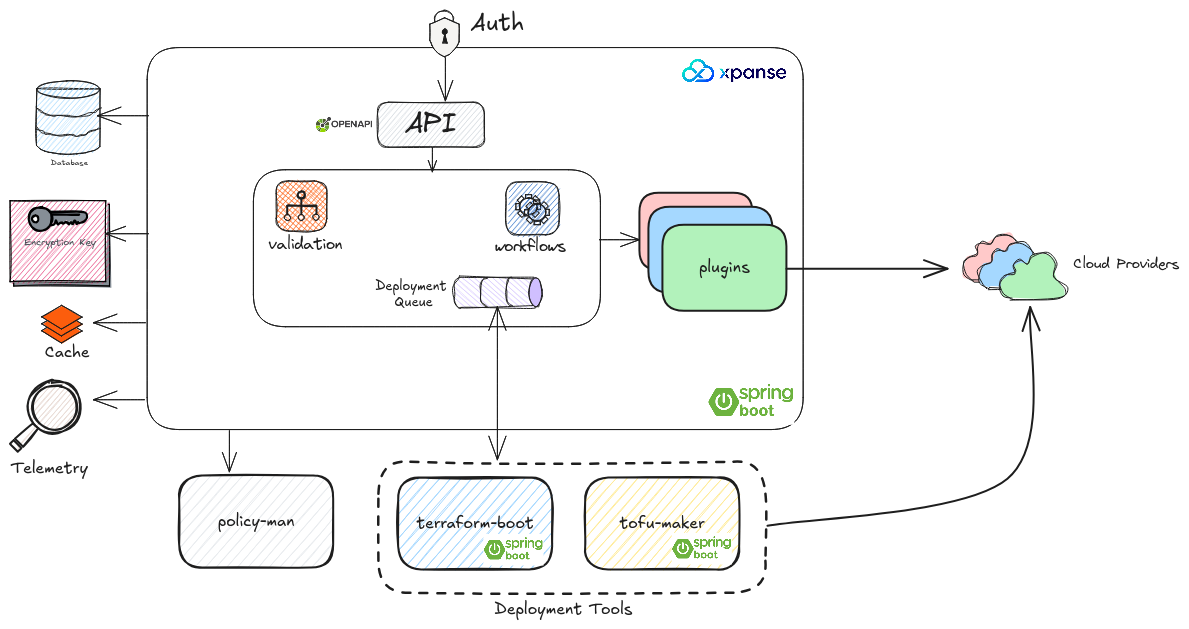 Auth
xpanse
Database
OPENAPI
API
Encryption Key
validation
workflows
plugins
Cloud Providers
Deployment
Queue
Cache
spring
boot
Telemetry
policy-man
terraform-boot
spring
boot
tofu-maker
spring
boot
Deployment Tools